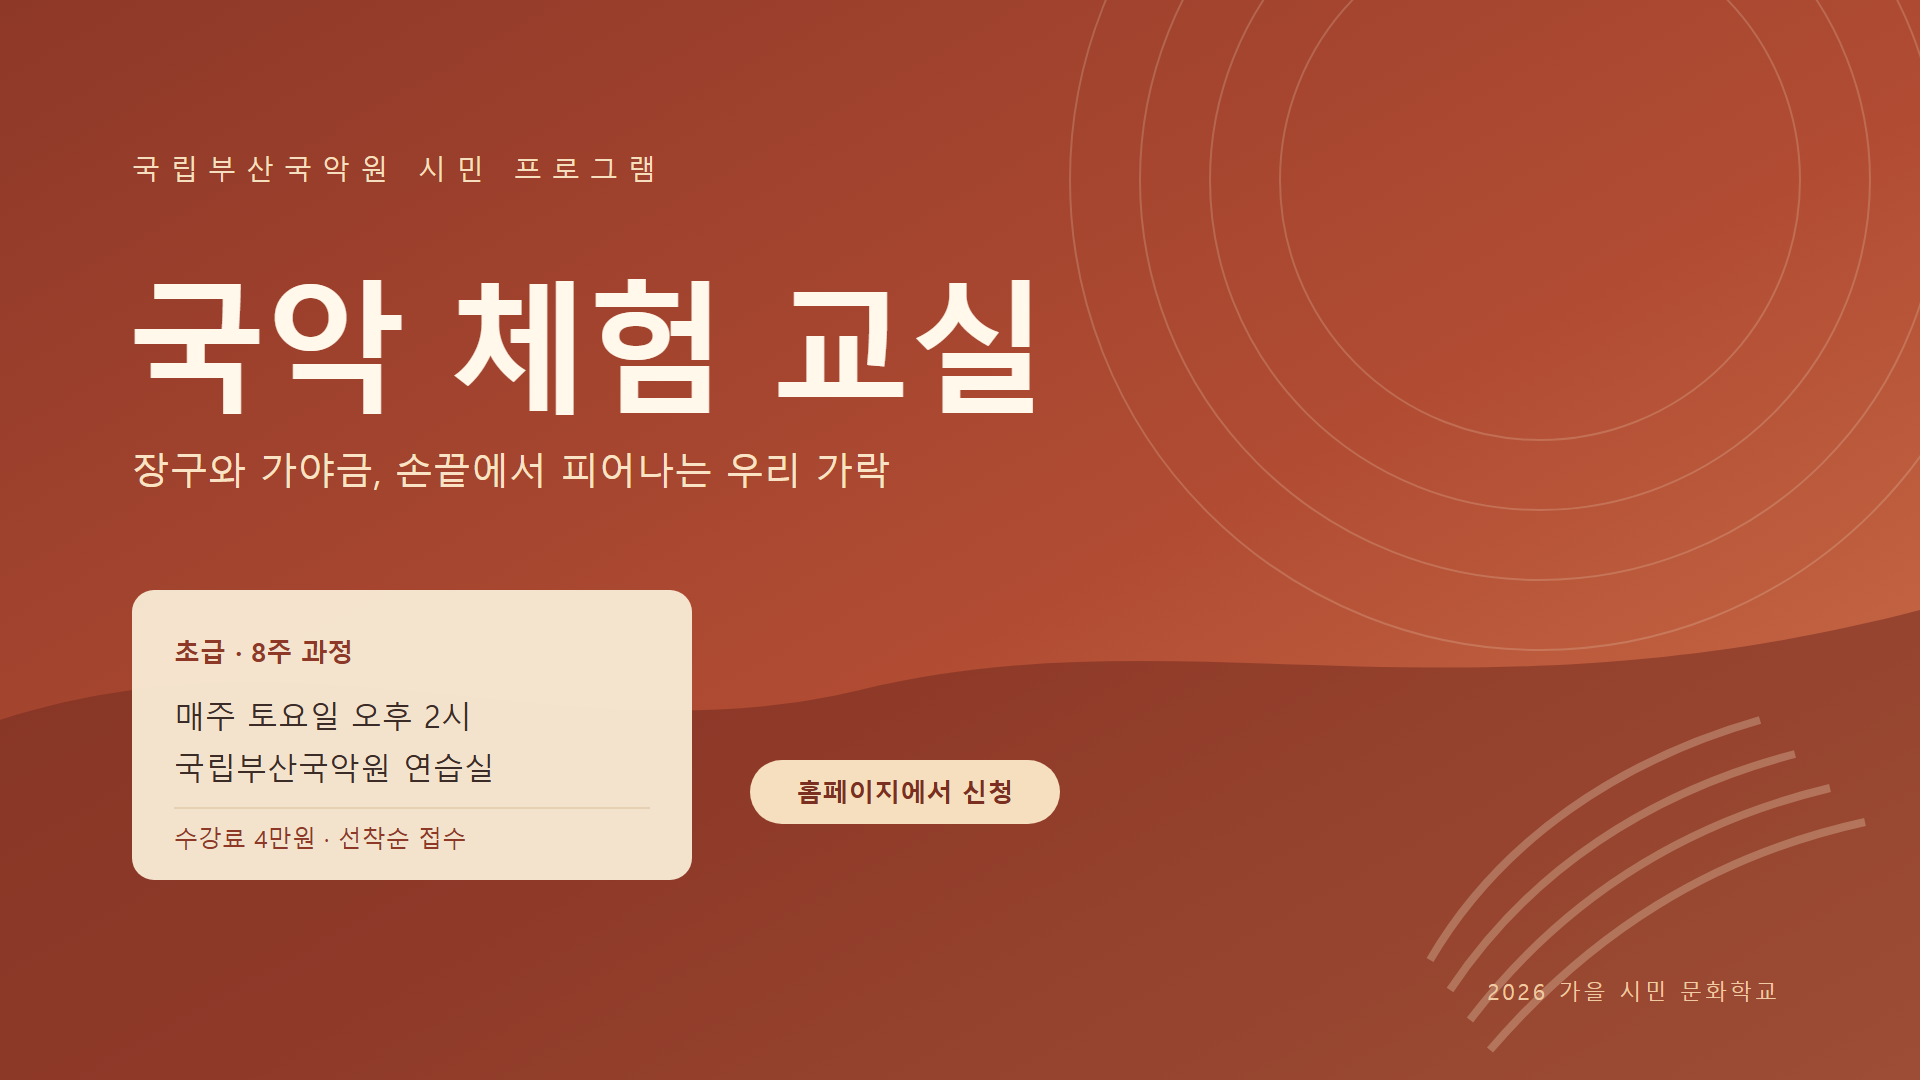 국립부산국악원 시민 프로그램
국악 체험 교실
장구와 가야금, 손끝에서 피어나는 우리 가락
초급 · 8주 과정
매주 토요일 오후 2시
국립부산국악원 연습실
수강료 4만원 · 선착순 접수
홈페이지에서 신청
2026 가을 시민 문화학교